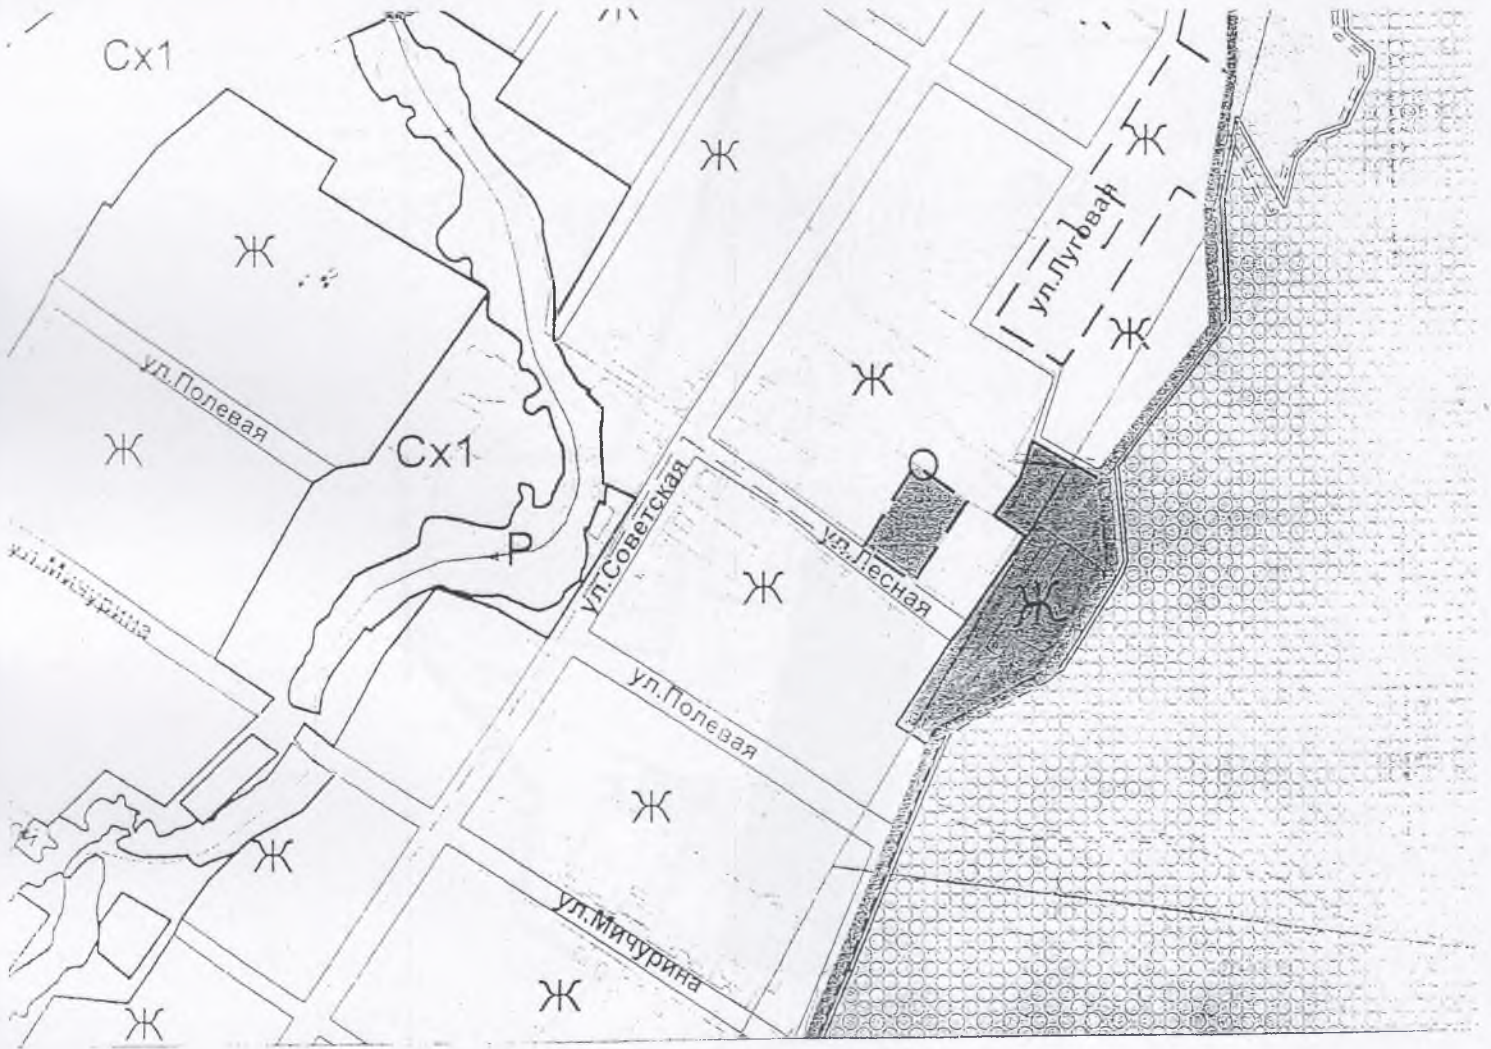 Ж
Сх1
Ж
Ж
ул.Луговая
Ж
Ж
Ж
ул.Полевая
Ж
Сх1
Ж
ул.Советская
ул.Лесная
Р
ул.Мичурина
Ж
Ж
ул.Полевая
Ж
Ж
ул.Мичурина
Ж
Ж